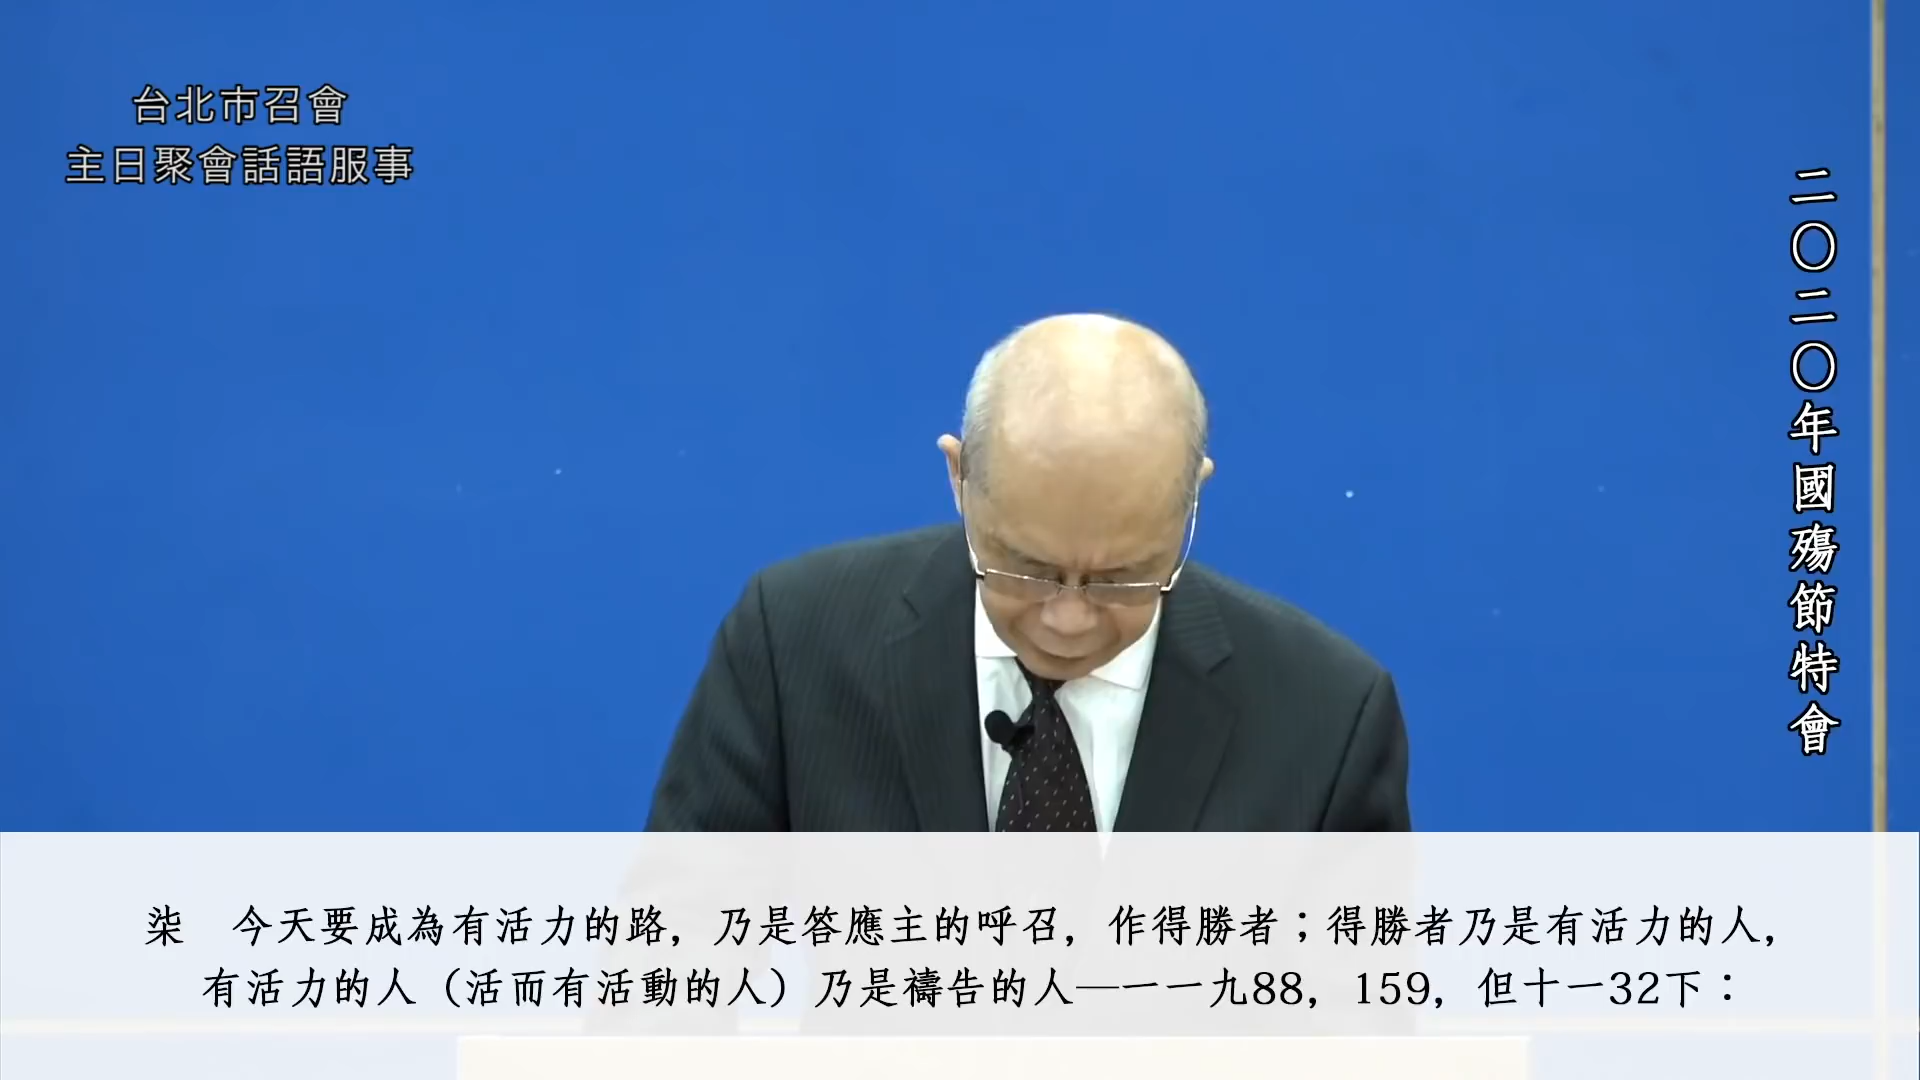 台北市召會
主日聚會話語服事
二〇二〇年國殤節特會
柒　今天要成為有活力的路，乃是答應主的呼召，作得勝者；得勝者乃是有活力的人，
有活力的人（活而有活動的人）乃是禱告的人─一一九88，159，但十一32下：